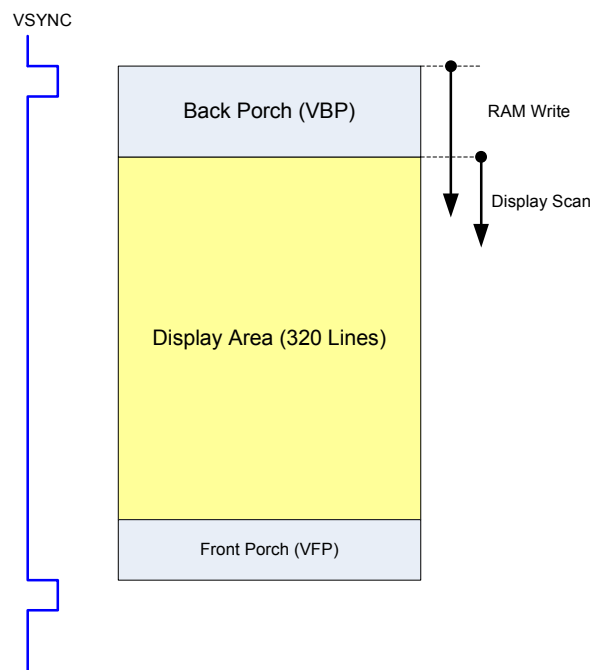 VSYNC
Back Porch (VBP)
RAM Write
Display Scan
Display Area (320 Lines)
Front Porch (VFP)